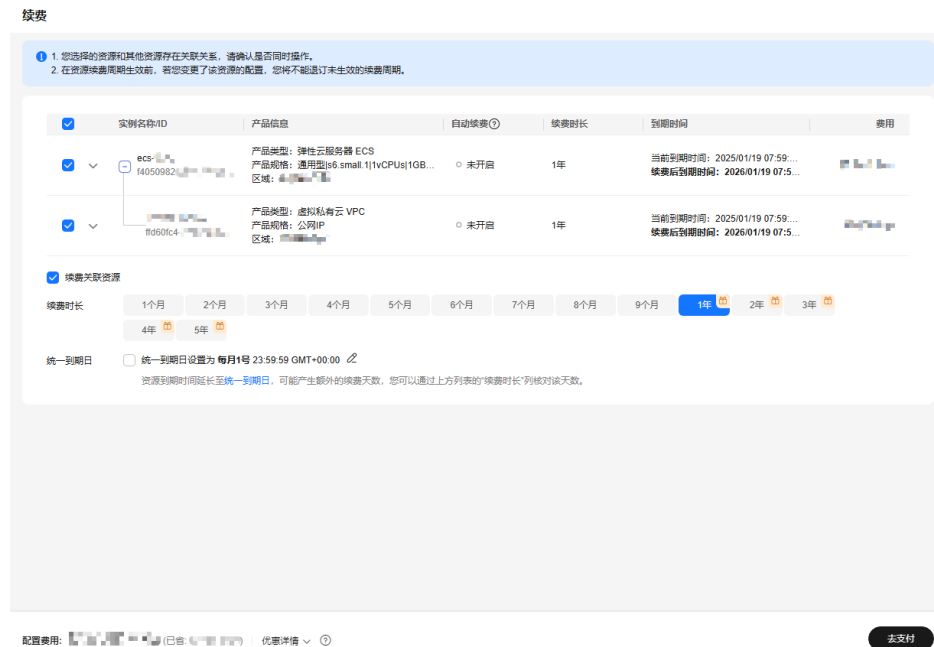 续费
1. 您选择的资源和其他资源存在关联关系，请确认是否同时操作。
2. 在资源续费周期生效前，若您变更了该资源的配置，您将不能退订未生效的续费周期。
实例名称/ID 产品信息 自动续费 续费时长 到期时间 费用
ecs-
f4050982
产品类型：弹性云服务器 ECS
产品规格：通用型|s6.small.1|1vCPUs|1GB...
区域：
未开启
1年
当前到期时间：2025/01/19 07:59:...
续费后到期时间：2026/01/19 07:5...
ffd60fc4-
产品类型：虚拟私有云 VPC
产品规格：公网IP
区域：
未开启
1年
当前到期时间：2025/01/19 07:59:...
续费后到期时间：2026/01/19 07:5...
续费关联资源
续费时长 1个月 2个月 3个月 4个月 5个月 6个月 7个月 8个月 9个月 1年 2年 3年
4年 5年
统一到期日 统一到期日设置为 每月1号 23:59:59 GMT+00:00
资源到期时间延长至统一到期日，可能产生额外的续费天数，您可以通过上方列表的“续费时长”列核对该天数。
配置费用： (已省: ) 优惠详情
去支付